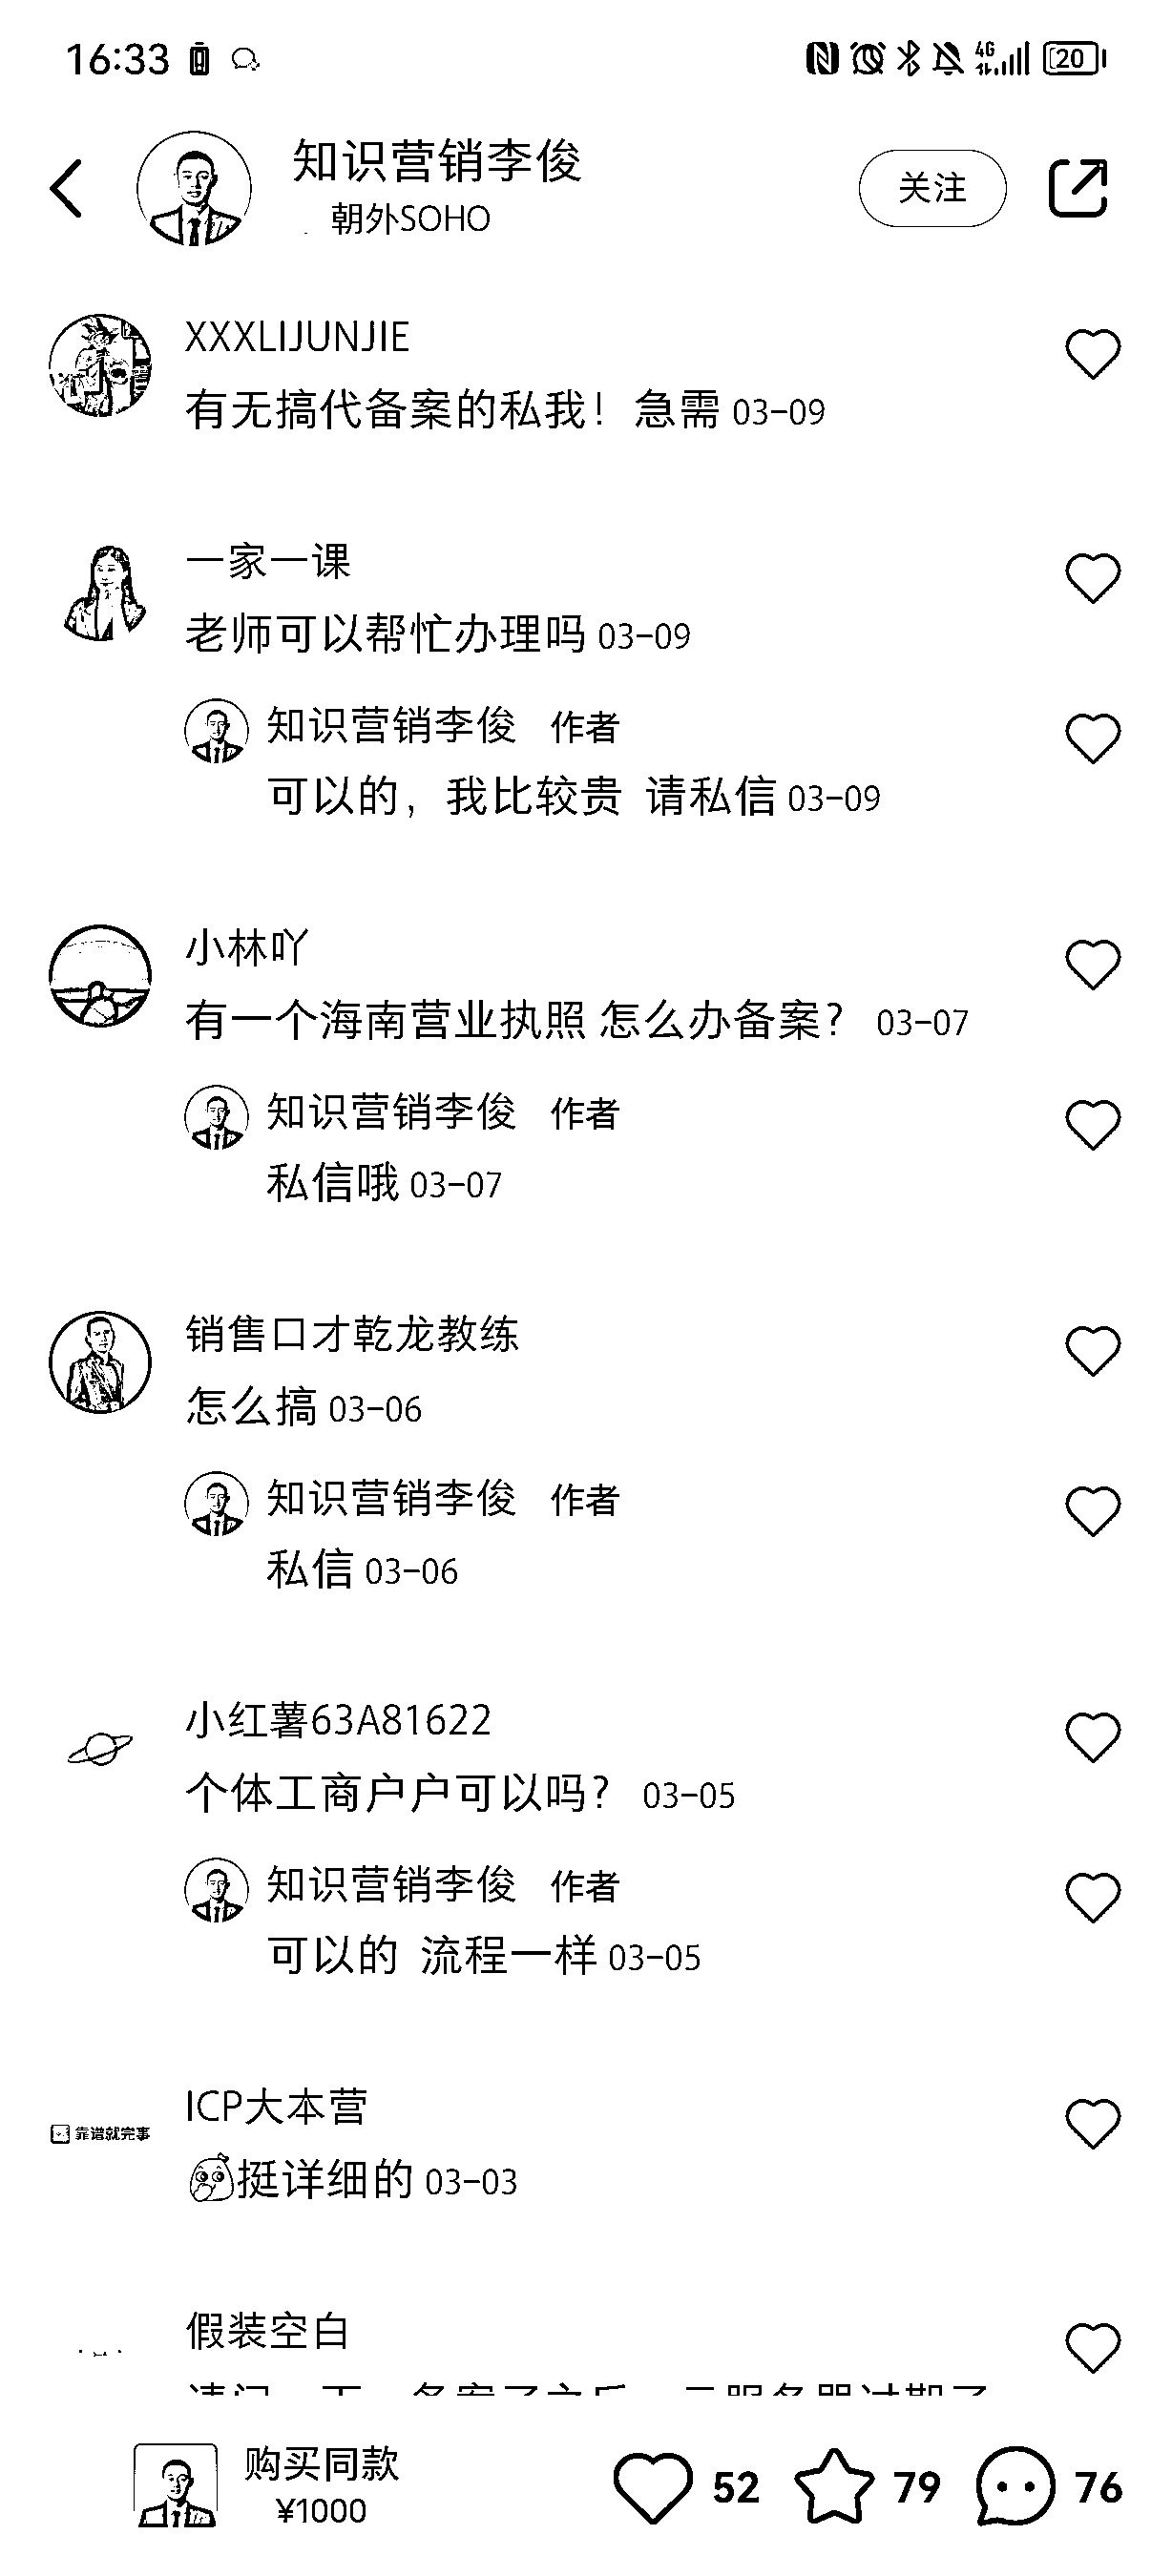 16:33
4G
20
知识营销李俊
关注
朝外SOHO
XXXLIJUNJIE
有无搞代备案的私我！急需 03-09
一家一课
老师可以帮忙办理吗 03-09
知识营销李俊 作者
可以的，我比较贵 请私信 03-09
小林吖
有一个海南营业执照 怎么办备案？ 03-07
知识营销李俊 作者
私信哦 03-07
销售口才乾龙教练
怎么搞 03-06
知识营销李俊 作者
私信 03-06
小红薯63A81622
个体工商户户可以吗？ 03-05
知识营销李俊 作者
可以的 流程一样 03-05
ICP大本营
靠谱就完事
挺详细的 03-03
假装空白
购买同款
¥1000
52
79
76